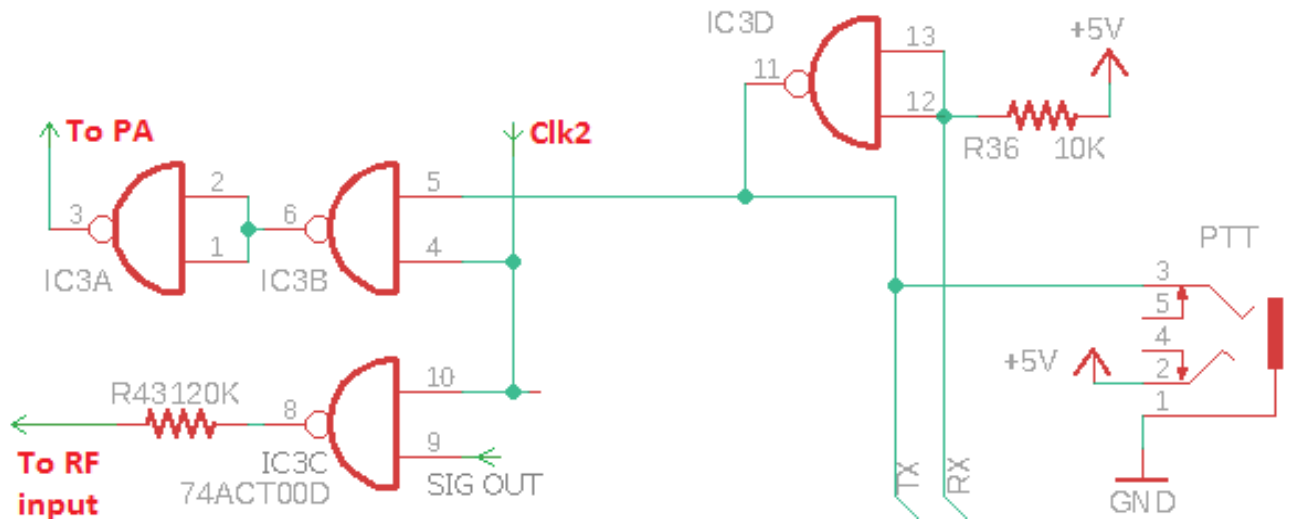 IC3D
+5V
13
11
12
To PA
Clk2
R36 10K
2
5
3
6
PTT
1
4
3
IC3A
IC3B
5
4
+5V
2
R43120K
10
1
8
9
To RF
input
IC3C
SIG OUT
74ACT00D
TX
RX
GND